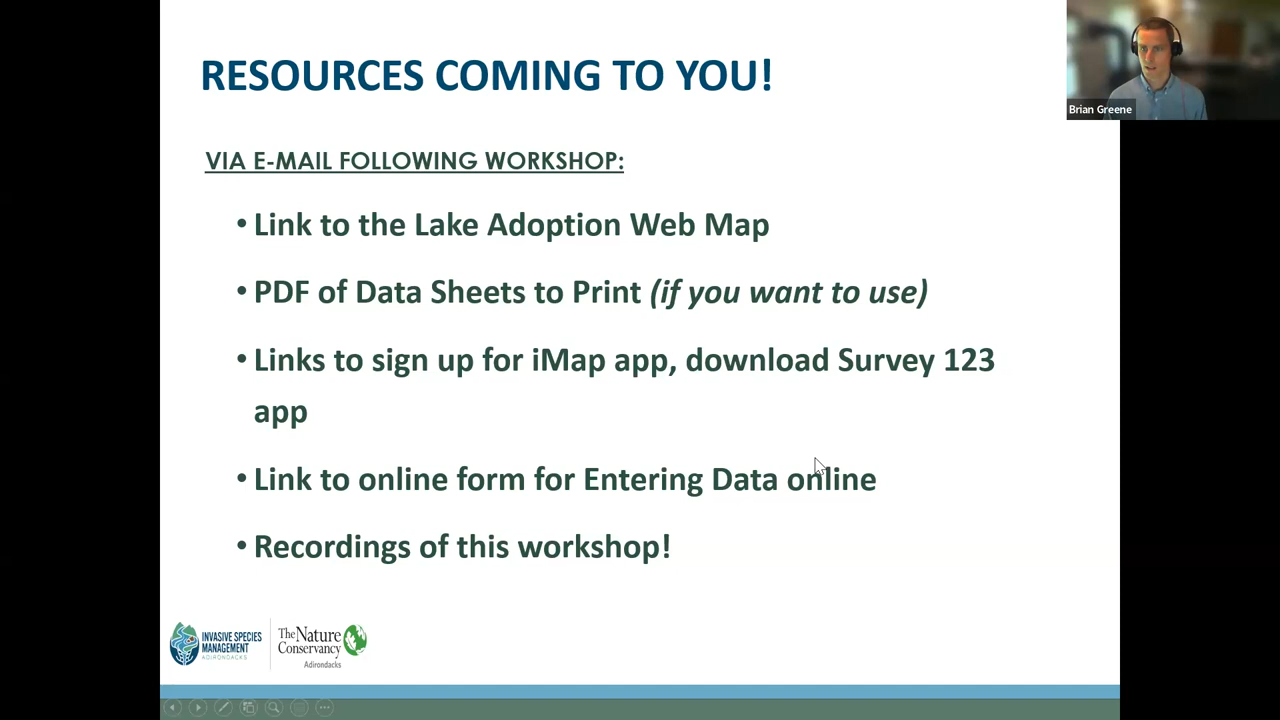 RESOURCES COMING TO YOU!
Brian Greene
VIA E-MAIL FOLLOWING WORKSHOP:
• Link to the Lake Adoption Web Map
• PDF of Data Sheets to Print (if you want to use)
• Links to sign up for iMap app, download Survey 123
app
• Link to online form for Entering Data online
• Recordings of this workshop!
INVASIVE SPECIES
MANAGEMENT
ADIRONDACKS
The Nature
Conservancy
Adirondacks